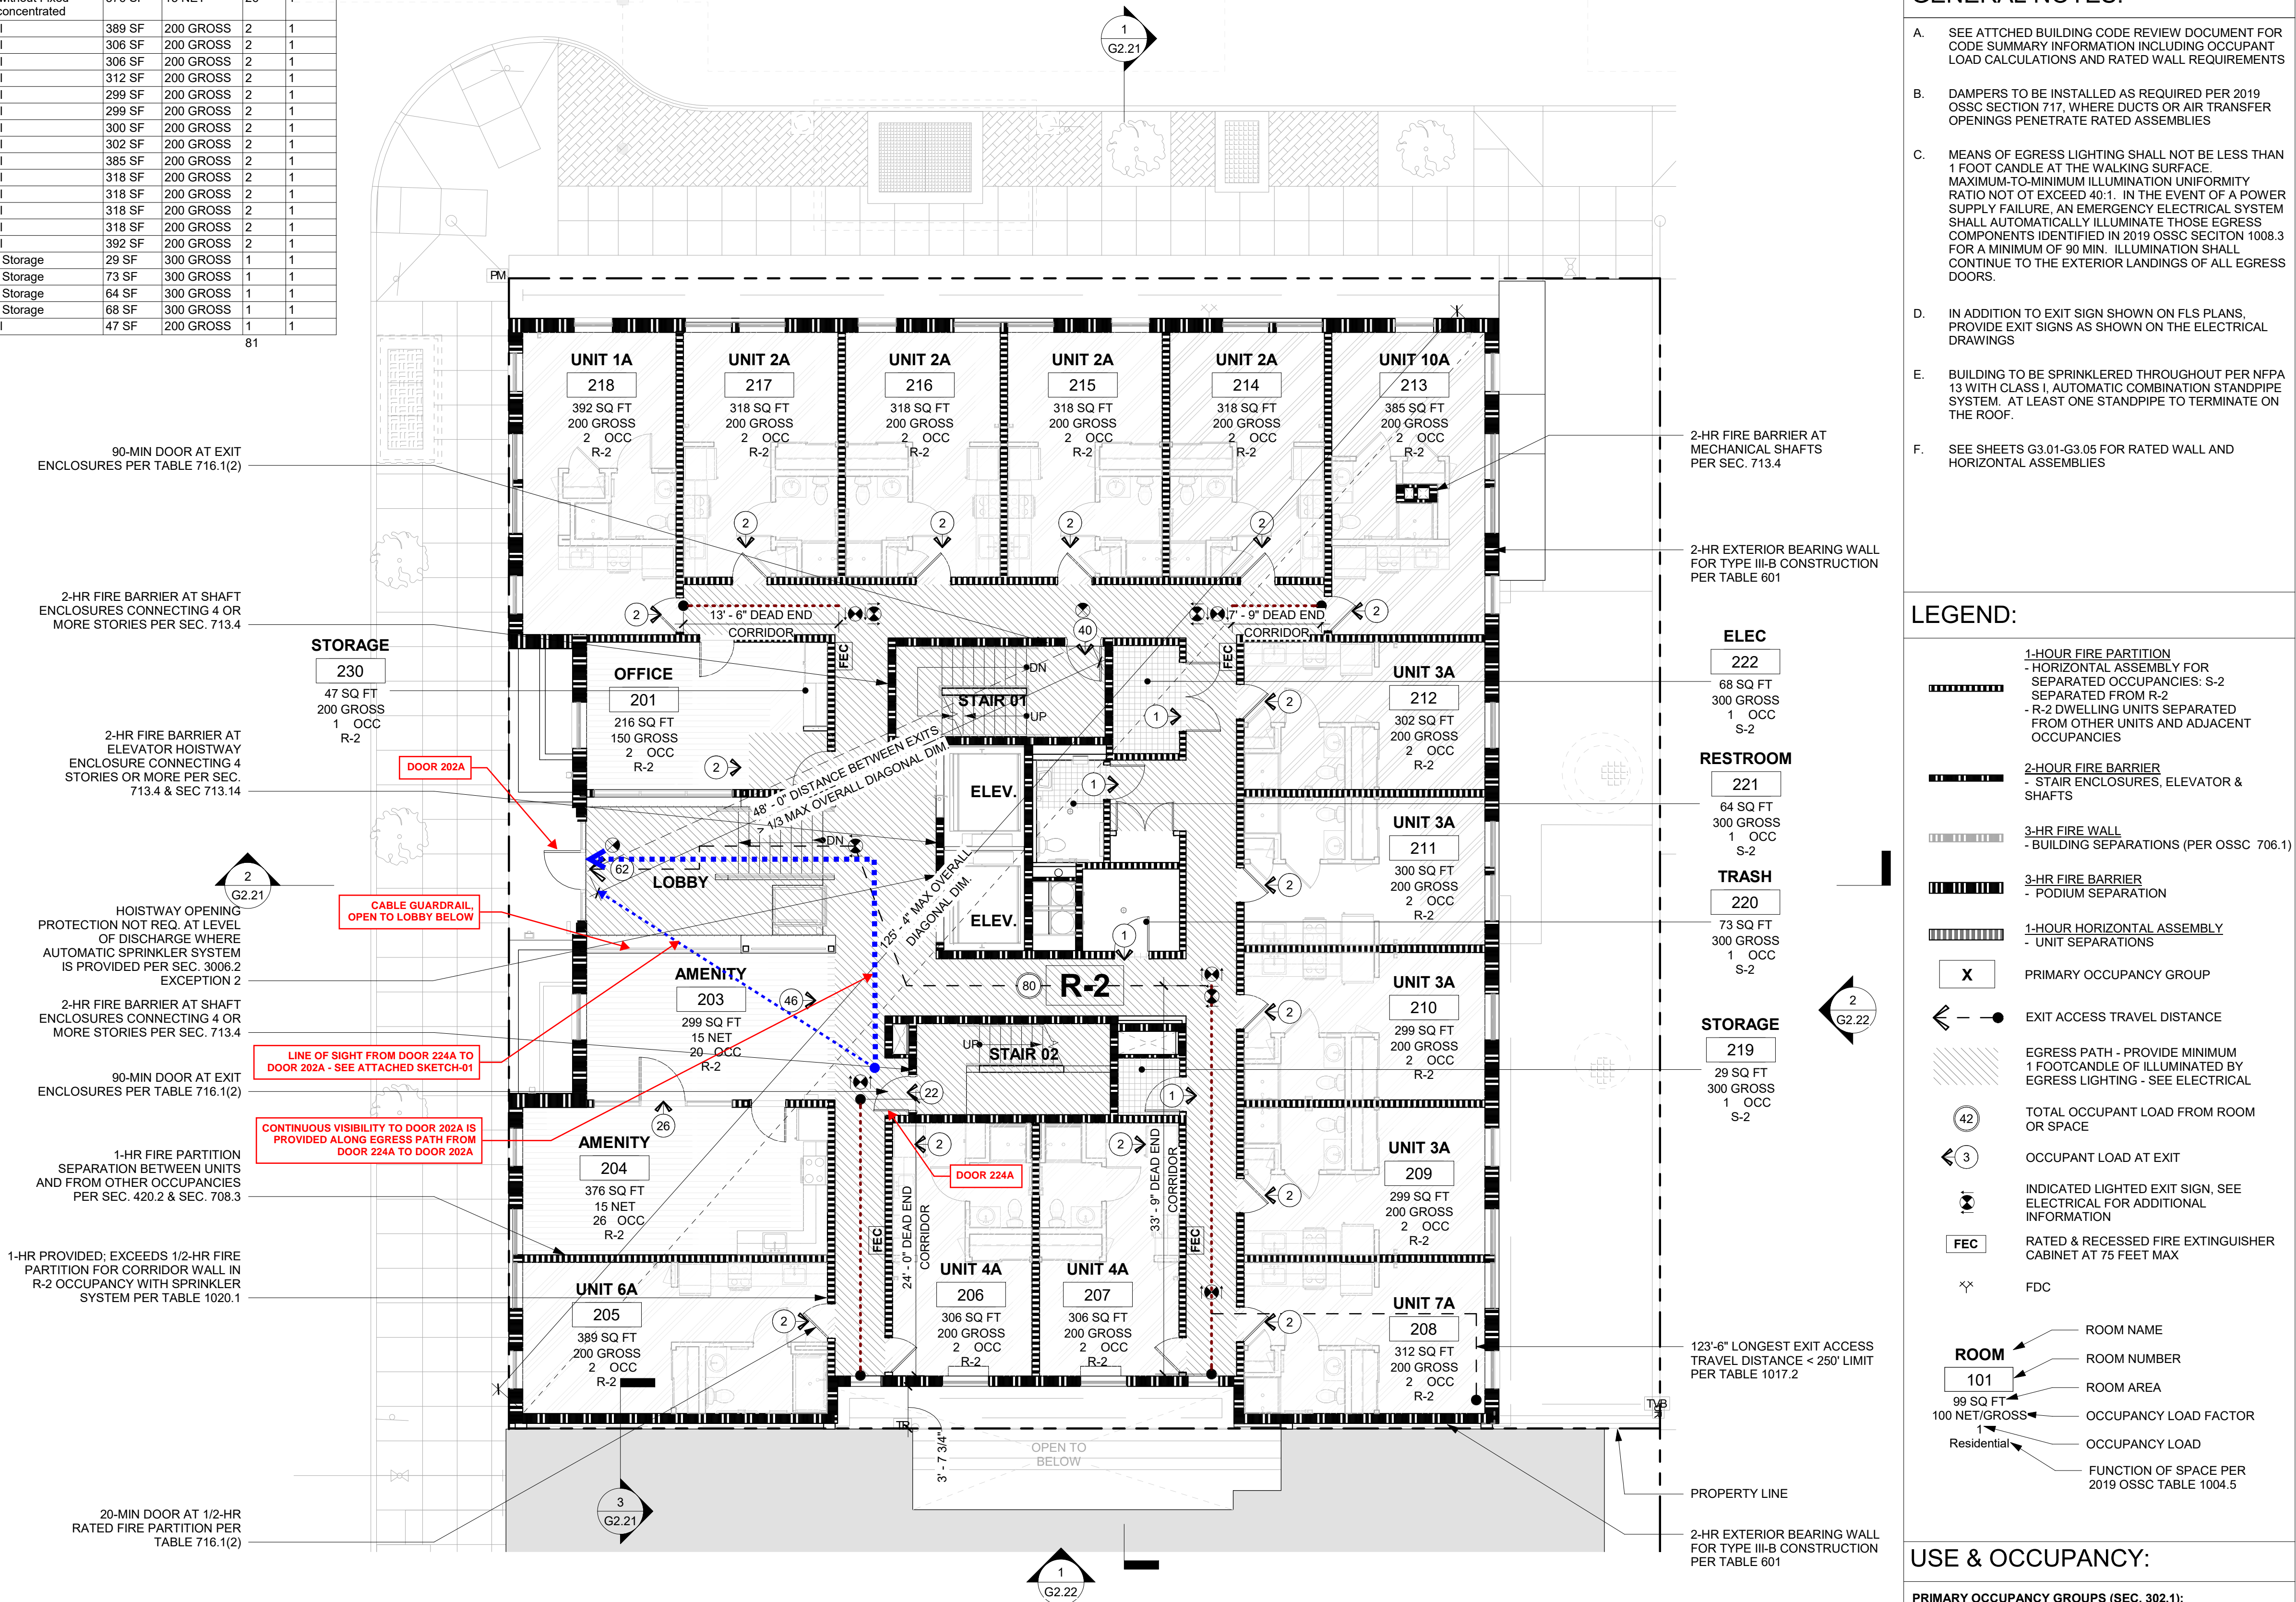 without Fixed
concentrated
I 389 SF 200 GROSS 2 1
I 306 SF 200 GROSS 2 1
I 306 SF 200 GROSS 2 1
I 312 SF 200 GROSS 2 1
I 299 SF 200 GROSS 2 1
I 299 SF 200 GROSS 2 1
I 300 SF 200 GROSS 2 1
I 302 SF 200 GROSS 2 1
I 385 SF 200 GROSS 2 1
I 318 SF 200 GROSS 2 1
I 318 SF 200 GROSS 2 1
I 318 SF 200 GROSS 2 1
I 318 SF 200 GROSS 2 1
I 392 SF 200 GROSS 2 1
Storage 29 SF 300 GROSS 1 1
Storage 73 SF 300 GROSS 1 1
Storage 64 SF 300 GROSS 1 1
Storage 68 SF 300 GROSS 1 1
I 47 SF 200 GROSS 1 1
81
1
G2.21
PM
90-MIN DOOR AT EXIT
ENCLOSURES PER TABLE 716.1(2)
2-HR FIRE BARRIER AT SHAFT
ENCLOSURES CONNECTING 4 OR
MORE STORIES PER SEC. 713.4
STORAGE
230
47 SQ FT
200 GROSS
1 OCC
R-2
2-HR FIRE BARRIER AT
ELEVATOR HOISTWAY
ENCLOSURE CONNECTING 4
STORIES OR MORE PER SEC.
713.4 & SEC 713.14
DOOR 202A
2
G2.21
CABLE GUARDRAIL,
OPEN TO LOBBY BELOW
HOISTWAY OPENING
PROTECTION NOT REQ. AT LEVEL
OF DISCHARGE WHERE
AUTOMATIC SPRINKLER SYSTEM
IS PROVIDED PER SEC. 3006.2
EXCEPTION 2
2-HR FIRE BARRIER AT SHAFT
ENCLOSURES CONNECTING 4 OR
MORE STORIES PER SEC. 713.4
LINE OF SIGHT FROM DOOR 224A TO
DOOR 202A - SEE ATTACHED SKETCH-01
90-MIN DOOR AT EXIT
ENCLOSURES PER TABLE 716.1(2)
CONTINUOUS VISIBILITY TO DOOR 202A IS
PROVIDED ALONG EGRESS PATH FROM
DOOR 224A TO DOOR 202A
1-HR FIRE PARTITION
SEPARATION BETWEEN UNITS
AND FROM OTHER OCCUPANCIES
PER SEC. 420.2 & SEC. 708.3
1-HR PROVIDED; EXCEEDS 1/2-HR FIRE
PARTITION FOR CORRIDOR WALL IN
R-2 OCCUPANCY WITH SPRINKLER
SYSTEM PER TABLE 1020.1
20-MIN DOOR AT 1/2-HR
RATED FIRE PARTITION PER
TABLE 716.1(2)
UNIT 1A
218
392 SQ FT
200 GROSS
2 OCC
R-2
UNIT 2A
217
318 SQ FT
200 GROSS
2 OCC
R-2
UNIT 2A
216
318 SQ FT
200 GROSS
2 OCC
R-2
UNIT 2A
215
318 SQ FT
200 GROSS
2 OCC
R-2
UNIT 2A
214
318 SQ FT
200 GROSS
2 OCC
R-2
UNIT 10A
213
385 SQ FT
200 GROSS
2 OCC
R-2
2
2
2
2
2
13' - 6" DEAD END
CORRIDOR
40
7' - 9" DEAD END
CORRIDOR
2
FEC
FEC
OFFICE
201
216 SQ FT
150 GROSS
2 OCC
R-2
2
DN
STAIR 01
UP
1
UNIT 3A
212
302 SQ FT
200 GROSS
2 OCC
R-2
2
48' - 0" DISTANCE BETWEEN EXITS
> 1/3 MAX OVERALL DIAGONAL DIM.
ELEV.
1
DN
62
LOBBY
125' - 4" MAX OVERALL
DIAGONAL DIM.
ELEV.
1
UNIT 3A
211
300 SQ FT
200 GROSS
2 OCC
R-2
2
AMENITY
203
299 SQ FT
15 NET
20 OCC
R-2
46
80
R-2
UNIT 3A
210
299 SQ FT
200 GROSS
2 OCC
R-2
2
UP
STAIR 02
22
1
26
AMENITY
204
376 SQ FT
15 NET
26 OCC
R-2
2
2
DOOR 224A
UNIT 3A
209
299 SQ FT
200 GROSS
2 OCC
R-2
2
24' - 0" DEAD END
CORRIDOR
33' - 9" DEAD END
CORRIDOR
FEC
FEC
UNIT 6A
205
389 SQ FT
200 GROSS
2 OCC
R-2
2
UNIT 4A
206
306 SQ FT
200 GROSS
2 OCC
R-2
UNIT 4A
207
306 SQ FT
200 GROSS
2 OCC
R-2
UNIT 7A
208
312 SQ FT
200 GROSS
2 OCC
R-2
2
TR
3' - 7 3/4"
OPEN TO
BELOW
TVB
3
G2.21
1
G2.22
2-HR FIRE BARRIER AT
MECHANICAL SHAFTS
PER SEC. 713.4
2-HR EXTERIOR BEARING WALL
FOR TYPE III-B CONSTRUCTION
PER TABLE 601
ELEC
222
68 SQ FT
300 GROSS
1 OCC
S-2
RESTROOM
221
64 SQ FT
300 GROSS
1 OCC
S-2
TRASH
220
73 SQ FT
300 GROSS
1 OCC
S-2
2
G2.22
STORAGE
219
29 SQ FT
300 GROSS
1 OCC
S-2
123'-6" LONGEST EXIT ACCESS
TRAVEL DISTANCE < 250' LIMIT
PER TABLE 1017.2
PROPERTY LINE
2-HR EXTERIOR BEARING WALL
FOR TYPE III-B CONSTRUCTION
PER TABLE 601
GENERAL NOTES:
A. SEE ATTCHED BUILDING CODE REVIEW DOCUMENT FOR
CODE SUMMARY INFORMATION INCLUDING OCCUPANT
LOAD CALCULATIONS AND RATED WALL REQUIREMENTS
B. DAMPERS TO BE INSTALLED AS REQUIRED PER 2019
OSSC SECTION 717, WHERE DUCTS OR AIR TRANSFER
OPENINGS PENETRATE RATED ASSEMBLIES
C. MEANS OF EGRESS LIGHTING SHALL NOT BE LESS THAN
1 FOOT CANDLE AT THE WALKING SURFACE.
MAXIMUM-TO-MINIMUM ILLUMINATION UNIFORMITY
RATIO NOT OT EXCEED 40:1. IN THE EVENT OF A POWER
SUPPLY FAILURE, AN EMERGENCY ELECTRICAL SYSTEM
SHALL AUTOMATICALLY ILLUMINATE THOSE EGRESS
COMPONENTS IDENTIFIED IN 2019 OSSC SECITON 1008.3
FOR A MINIMUM OF 90 MIN. ILLUMINATION SHALL
CONTINUE TO THE EXTERIOR LANDINGS OF ALL EGRESS
DOORS.
D. IN ADDITION TO EXIT SIGN SHOWN ON FLS PLANS,
PROVIDE EXIT SIGNS AS SHOWN ON THE ELECTRICAL
DRAWINGS
E. BUILDING TO BE SPRINKLERED THROUGHOUT PER NFPA
13 WITH CLASS I, AUTOMATIC COMBINATION STANDPIPE
SYSTEM. AT LEAST ONE STANDPIPE TO TERMINATE ON
THE ROOF.
F. SEE SHEETS G3.01-G3.05 FOR RATED WALL AND
HORIZONTAL ASSEMBLIES
LEGEND:
1-HOUR FIRE PARTITION
- HORIZONTAL ASSEMBLY FOR
SEPARATED OCCUPANCIES: S-2
SEPARATED FROM R-2
- R-2 DWELLING UNITS SEPARATED
FROM OTHER UNITS AND ADJACENT
OCCUPANCIES
2-HOUR FIRE BARRIER
- STAIR ENCLOSURES, ELEVATOR &
SHAFTS
3-HR FIRE WALL
- BUILDING SEPARATIONS (PER OSSC 706.1)
3-HR FIRE BARRIER
- PODIUM SEPARATION
1-HOUR HORIZONTAL ASSEMBLY
- UNIT SEPARATIONS
X PRIMARY OCCUPANCY GROUP
EXIT ACCESS TRAVEL DISTANCE
EGRESS PATH - PROVIDE MINIMUM
1 FOOTCANDLE OF ILLUMINATED BY
EGRESS LIGHTING - SEE ELECTRICAL
42 TOTAL OCCUPANT LOAD FROM ROOM
OR SPACE
3 OCCUPANT LOAD AT EXIT
INDICATED LIGHTED EXIT SIGN, SEE
ELECTRICAL FOR ADDITIONAL
INFORMATION
FEC RATED & RECESSED FIRE EXTINGUISHER
CABINET AT 75 FEET MAX
FDC
ROOM NAME
ROOM
ROOM NUMBER
101
ROOM AREA
99 SQ FT
100 NET/GROSS
OCCUPANCY LOAD FACTOR
1
OCCUPANCY LOAD
Residential
FUNCTION OF SPACE PER
2019 OSSC TABLE 1004.5
USE & OCCUPANCY:
PRIMARY OCCUPANCY GROUPS (SEC. 302.1):